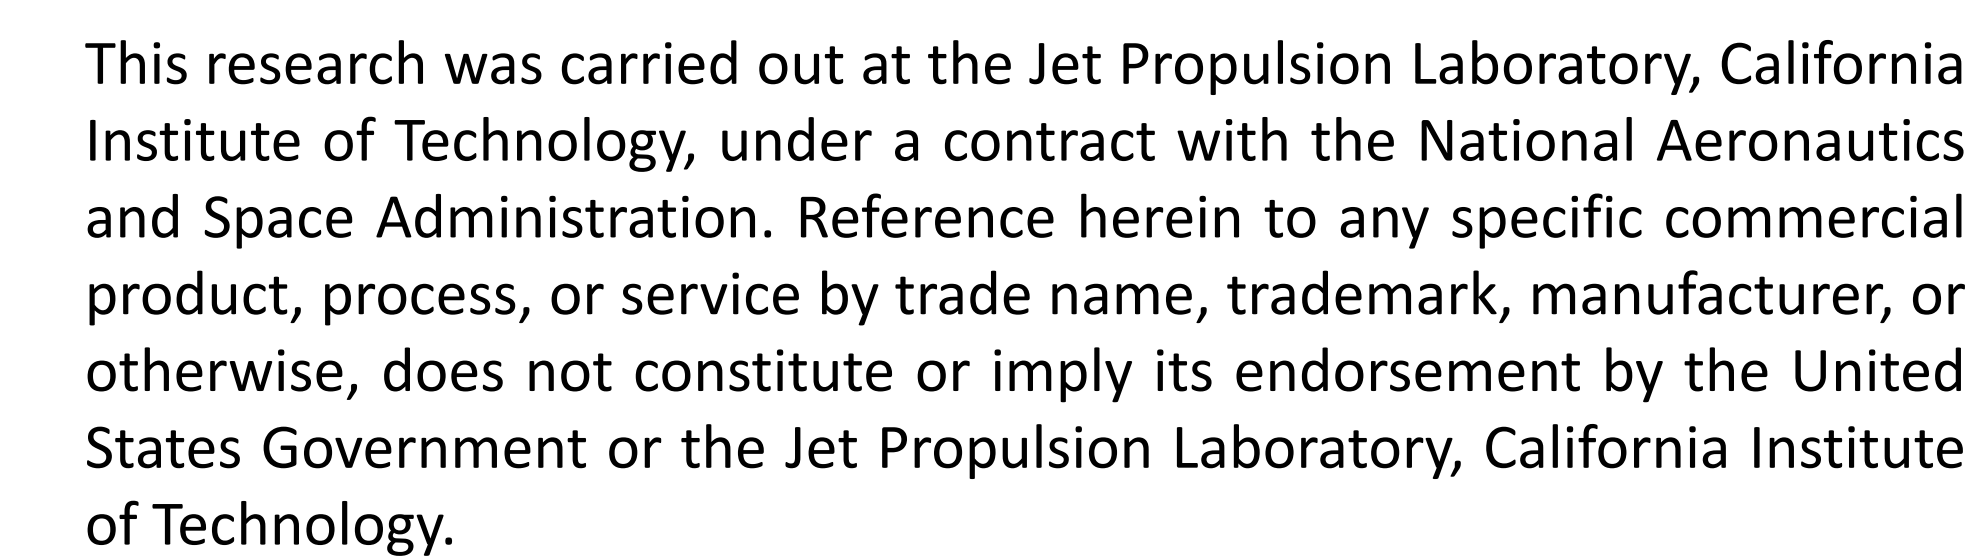 This research was carried out at the Jet Propulsion Laboratory, California
Institute of Technology, under a contract with the National Aeronautics
and Space Administration. Reference herein to any specific commercial
product, process, or service by trade name, trademark, manufacturer, or
otherwise, does not constitute or imply its endorsement by the United
States Government or the Jet Propulsion Laboratory, California Institute
of Technology.